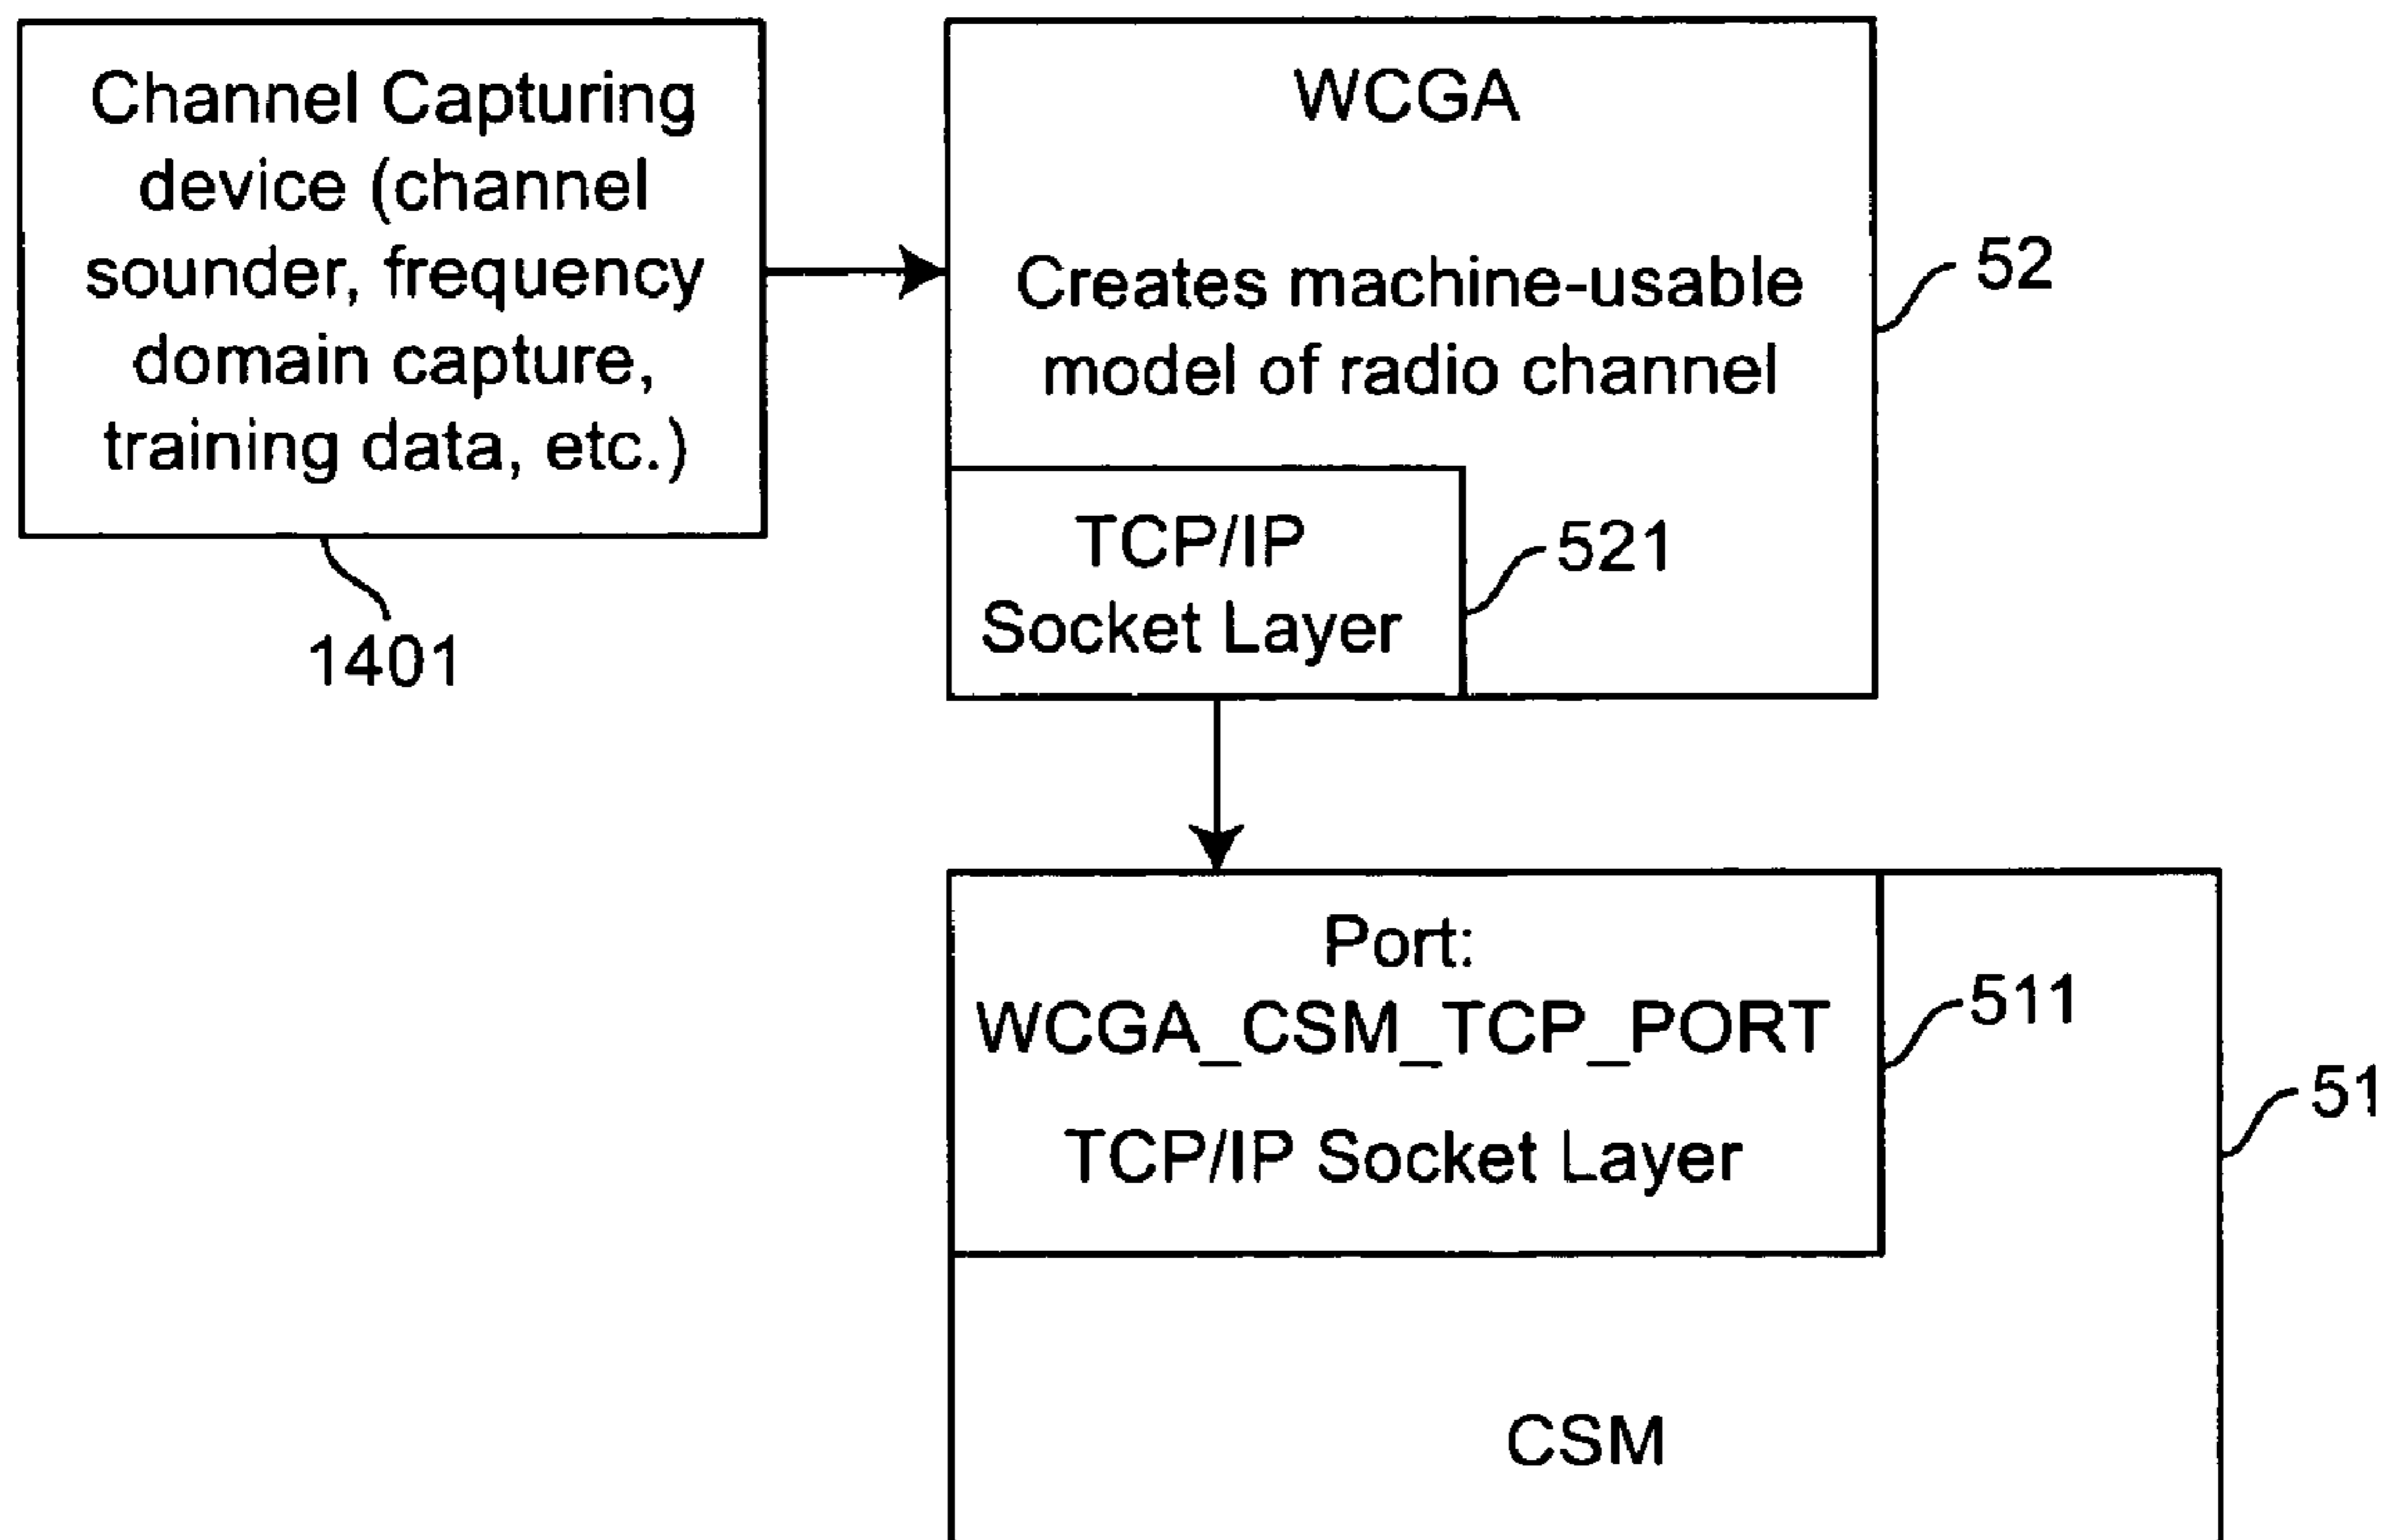 Channel Capturing
device (channel
sounder, frequency
domain capture,
training data, etc.)
1401
WCGA
Creates machine-usable
model of radio channel
52
TCP/IP
Socket Layer
521
Port:
WCGA_CSM_TCP_PORT
TCP/IP Socket Layer
511
51
CSM